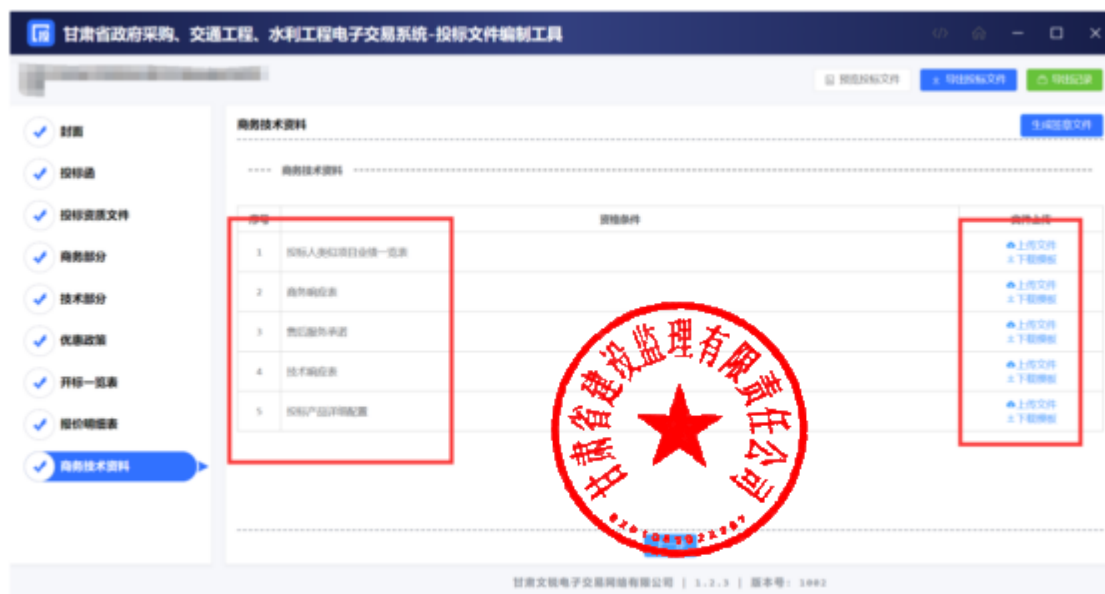 甘肃省政府采购、交通工程、水利工程电子交易系统-投标文件编制工具
预览投标文件
导出投标文件
导出记录
封面
投标函
投标资质文件
商务部分
技术部分
优惠政策
开标一览表
报价明细表
商务技术资料
商务技术资料
生成签章文件
商务技术资料
序号 资格条件 文件上传
1 投标人类似项目业绩一览表 上传文件
下载模板
2 商务响应表 上传文件
下载模板
3 售后服务承诺 上传文件
下载模板
4 技术响应表 上传文件
下载模板
5 投标产品详细配置 上传文件
下载模板
甘肃省建设监理有限责任公司
甘肃文锐电子交易网络有限公司 | 1.2.3 | 版本号: 1002